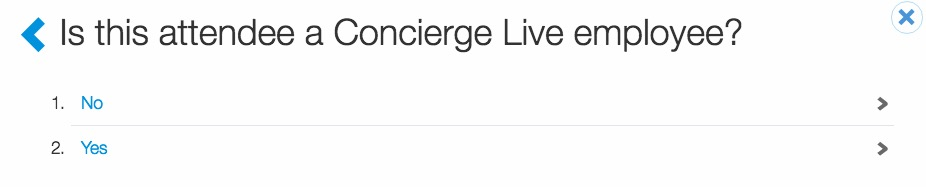 Is this attendee a Concierge Live employee?
1. No
2. Yes